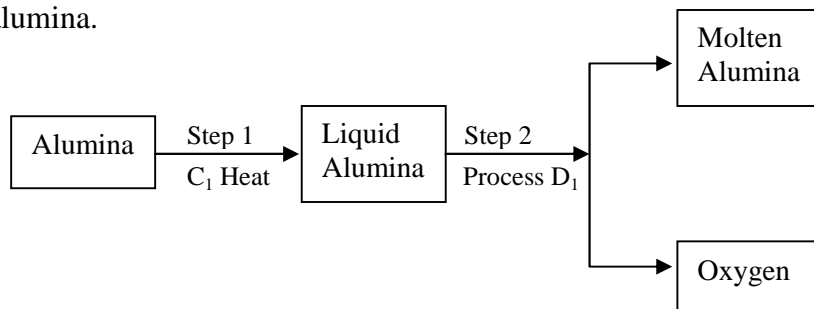 lumina.
Molten
Alumina
Alumina
Step 1
C₁ Heat
Liquid
Alumina
Step 2
Process D₁
Oxygen